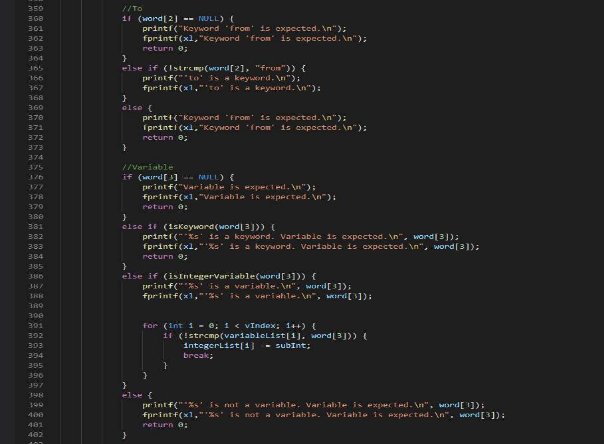 359 //To
360 if (word[2] == NULL) {
361 printf("Keyword 'from' is expected.\n");
362 fprintf(x1,"Keyword 'from' is expected.\n");
363 return 0;
364 }
365 else if (!strcmp(word[2], "from")) {
366 printf("'to' is a keyword.\n");
367 fprintf(x1,"'to' is a keyword.\n");
368 }
369 else {
370 printf("Keyword 'from' is expected.\n");
371 fprintf(x1,"Keyword 'from' is expected.\n");
372 return 0;
373 }
374
375 //Variable
376 if (word[3] == NULL) {
377 printf("Variable is expected.\n");
378 fprintf(x1,"Variable is expected.\n");
379 return 0;
380 }
381 else if (isKeyword(word[3])) {
382 printf("'%s' is a keyword. Variable is expected.\n", word[3]);
383 fprintf(x1,"'%s' is a keyword. Variable is expected.\n", word[3]);
384 return 0;
385 }
386 else if (isIntegerVariable(word[3])) {
387 printf("'%s' is a variable.\n", word[3]);
388 fprintf(x1,"'%s' is a variable.\n", word[3]);
389
390
391 for (int i = 0; i < vIndex; i++) {
392 if (!strcmp(variableList[i], word[3])) {
393 integerList[i] -= subInt;
394 break;
395 }
396 }
397 }
398 else {
399 printf("'%s' is not a variable. Variable is expected.\n", word[3]);
400 fprintf(x1,"'%s' is not a variable. Variable is expected.\n", word[3]);
401 return 0;
402 }